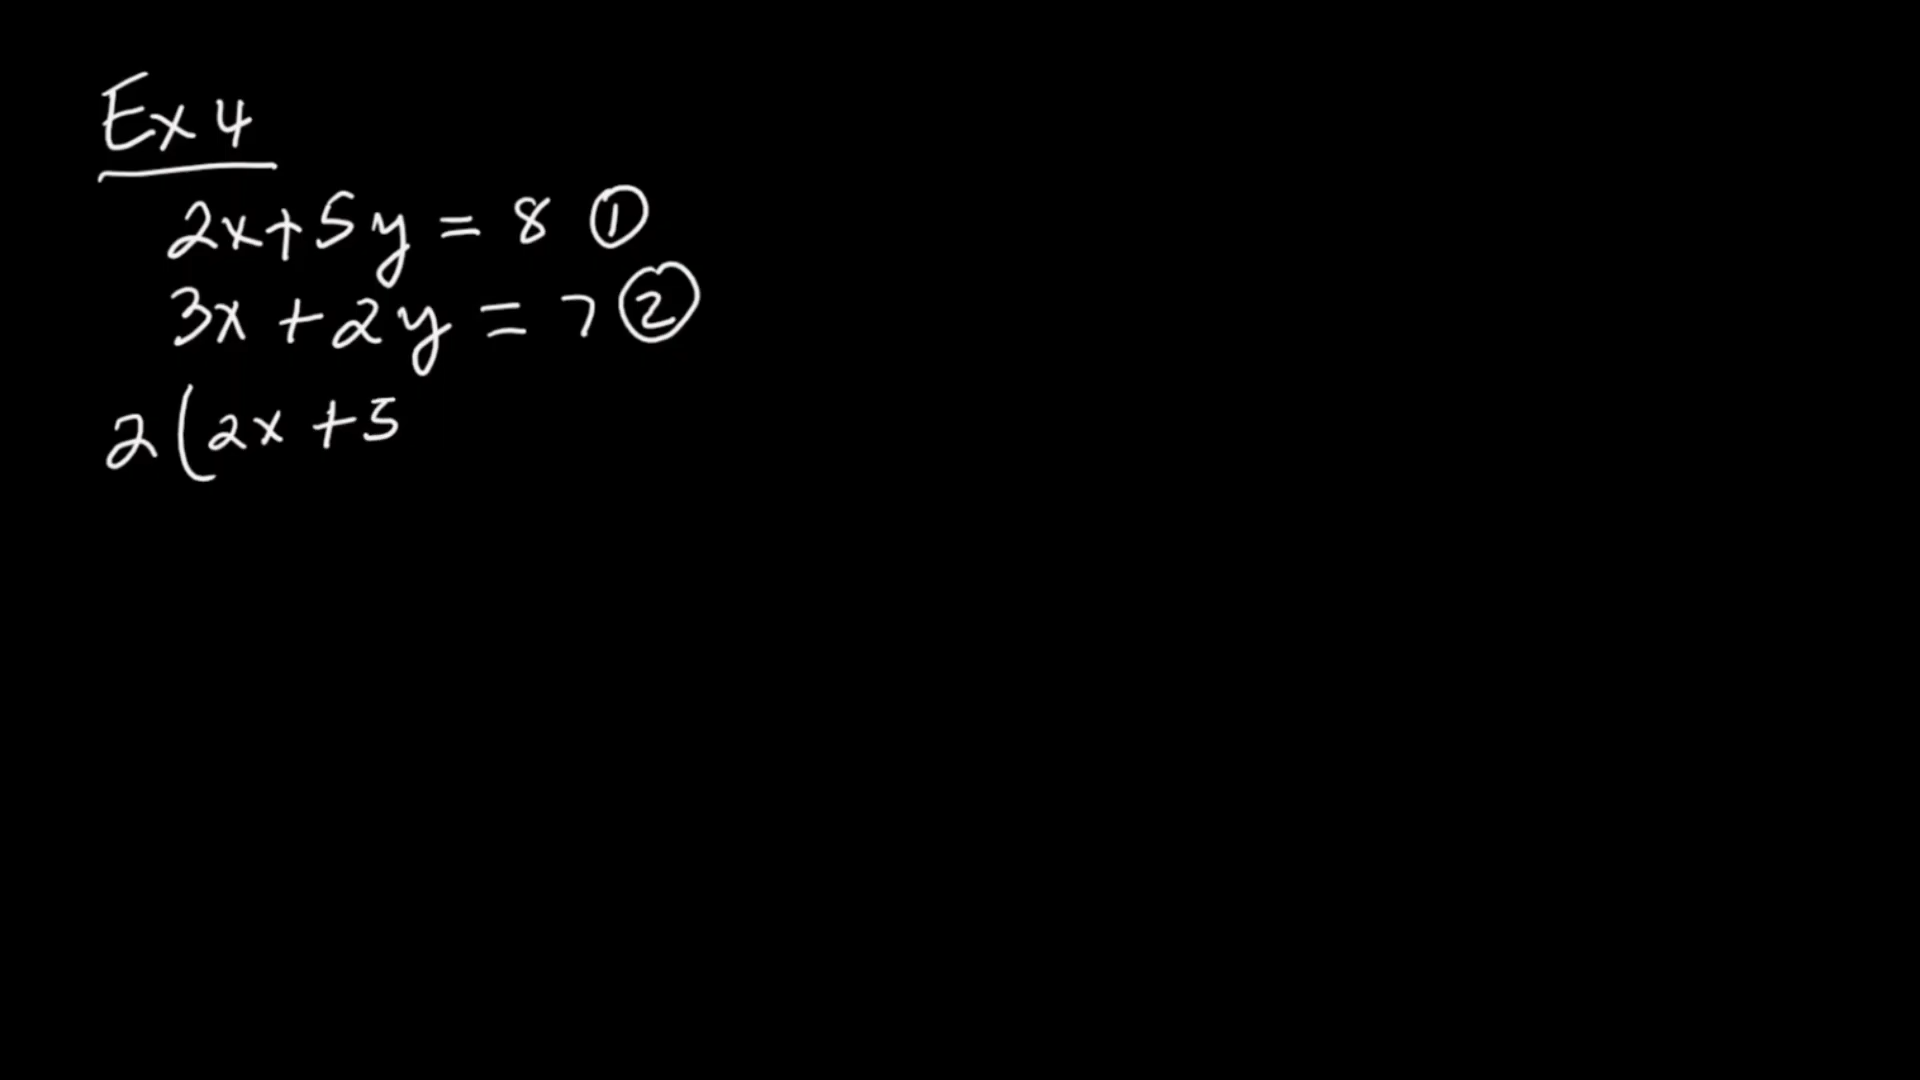 Ex 4
2x+5y = 8 ①
3x + 2y = 7 ②
2(2x + 5